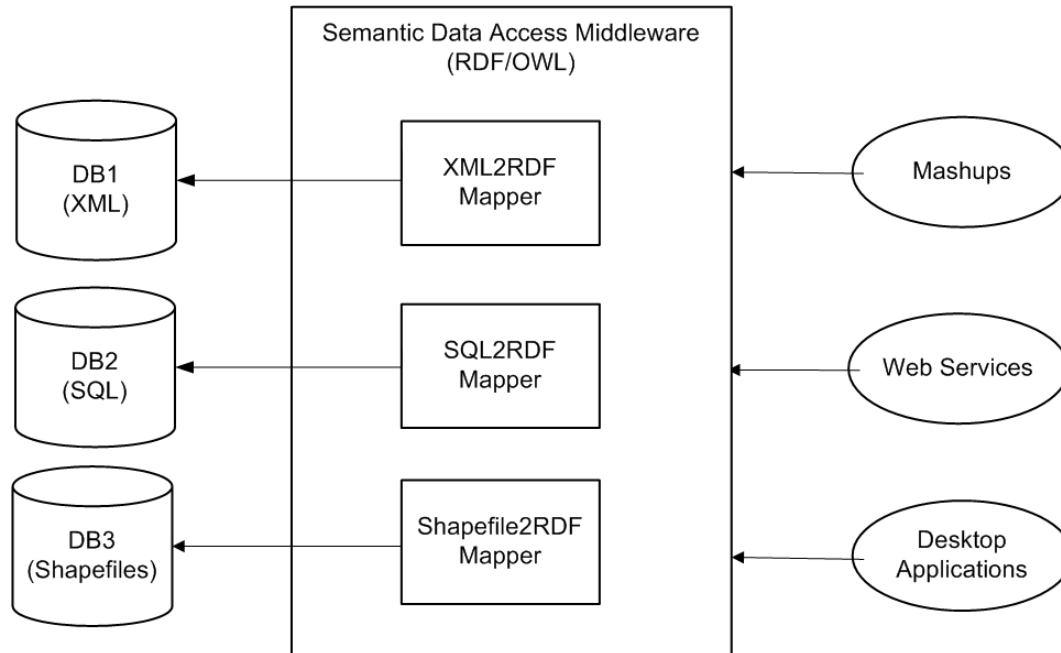 Semantic Data Access Middleware
(RDF/OWL)
DB1
(XML)
XML2RDF
Mapper
Mashups
DB2
(SQL)
SQL2RDF
Mapper
Web Services
DB3
(Shapefiles)
Shapefile2RDF
Mapper
Desktop
Applications